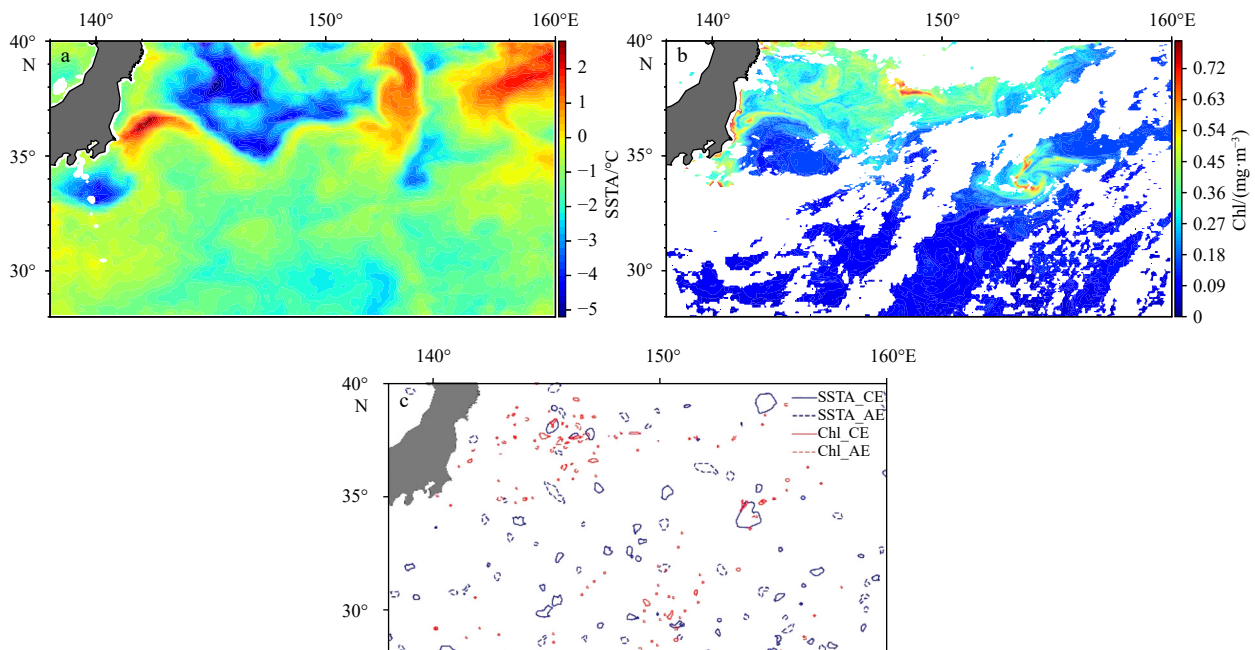 140° 150° 160°E
40°
N
35°
30°
a
2
1
0
−1
−2
−3
−4
−5
SSTA/°C
140° 150° 160°E
40°
N
35°
30°
b
0.72
0.63
0.54
0.45
0.36
0.27
0.18
0.09
0
Chl/(mg·m⁻³)
140° 150° 160°E
40°
N
35°
30°
c
SSTA_CE
SSTA_AE
Chl_CE
Chl_AE